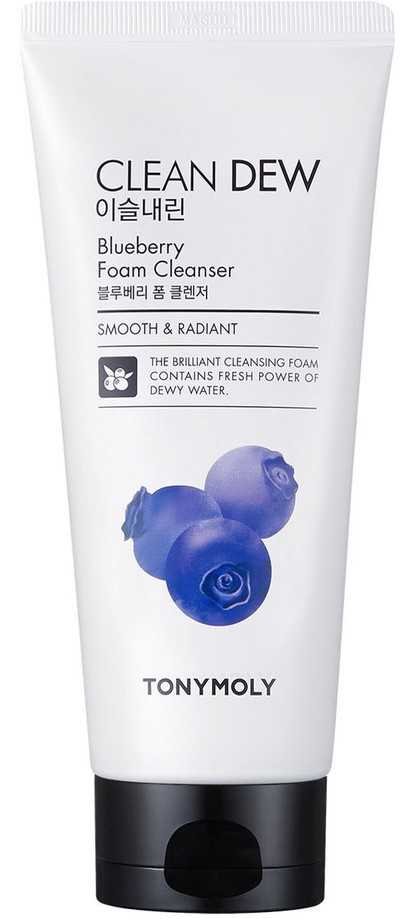 CLEAN DEW
이슬내린
Blueberry
Foam Cleanser
블루베리 폼 클렌저
SMOOTH & RADIANT
THE BRILLIANT CLEANSING FOAM
CONTAINS FRESH POWER OF
DEWY WATER.
TONYMOLY